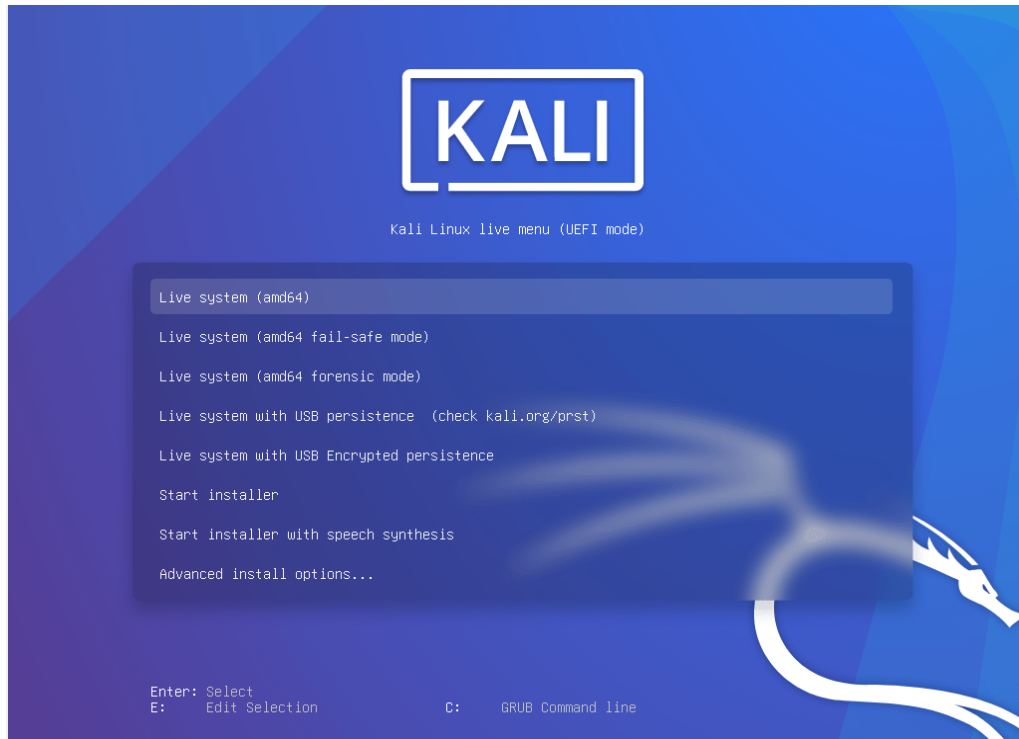 KALI
Kali Linux live menu (UEFI mode)
Live system (amd64)
Live system (amd64 fail-safe mode)
Live system (amd64 forensic mode)
Live system with USB persistence  (check kali.org/prst)
Live system with USB Encrypted persistence
Start installer
Start installer with speech synthesis
Advanced install options...
Enter: Select
E: Edit Selection C: GRUB Command line